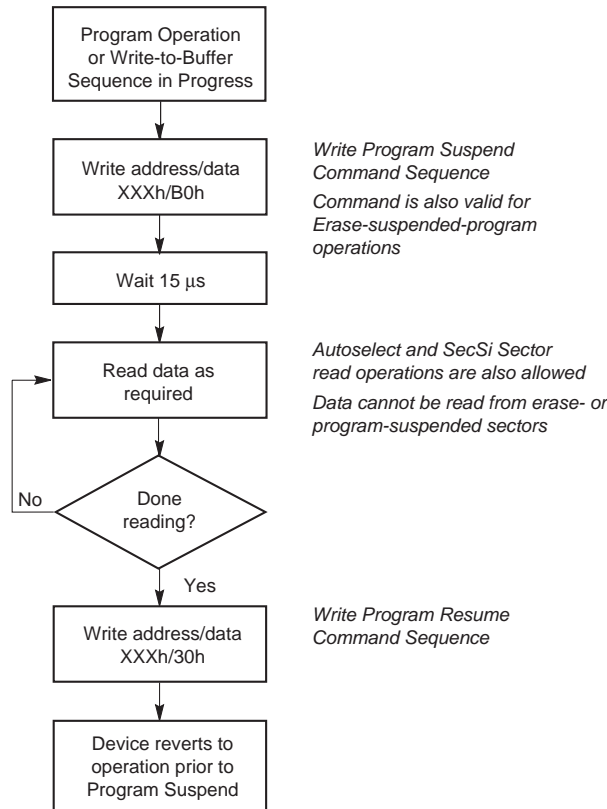 Program Operation
or Write-to-Buffer
Sequence in Progress
Write address/data
XXXh/B0h
Write Program Suspend
Command Sequence
Command is also valid for
Erase-suspended-program
operations
Wait 15 μs
Read data as
required
Autoselect and SecSi Sector
read operations are also allowed
Data cannot be read from erase- or
program-suspended sectors
No
Done
reading?
Yes
Write address/data
XXXh/30h
Write Program Resume
Command Sequence
Device reverts to
operation prior to
Program Suspend